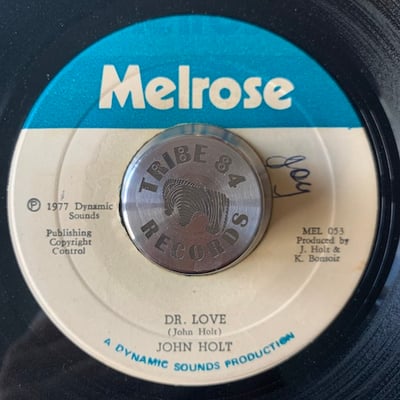 Melrose
TRIBE 84
RECORDS
Jay
℗ 1977 Dynamic
Sounds
Publishing
Copyright
Control
MEL 053
Produced by
J. Holt &
K. Bonsoir
DR. LOVE
(John Holt)
JOHN HOLT
A DYNAMIC SOUNDS PRODUCTION